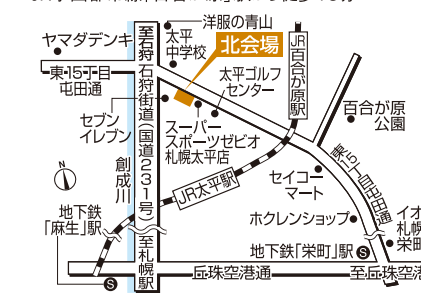 洋服の青山
至石狩
太平
中学校
北会場
ヤマダデンキ
JR百合が原駅
東15丁目
屯田通
石狩街道(国道231号)
太平ゴルフ
センター
百合が原
公園
セブン
イレブン
スーパー
スポーツゼビオ
札幌太平店
東15丁目屯田通
N
創成川
JR太平駅
セイコー
マート
地下鉄
「麻生」駅
ホクレンショップ
イオ
札幌
栄町
至札幌駅
地下鉄「栄町」駅
S
丘珠空港通
至丘珠空
S